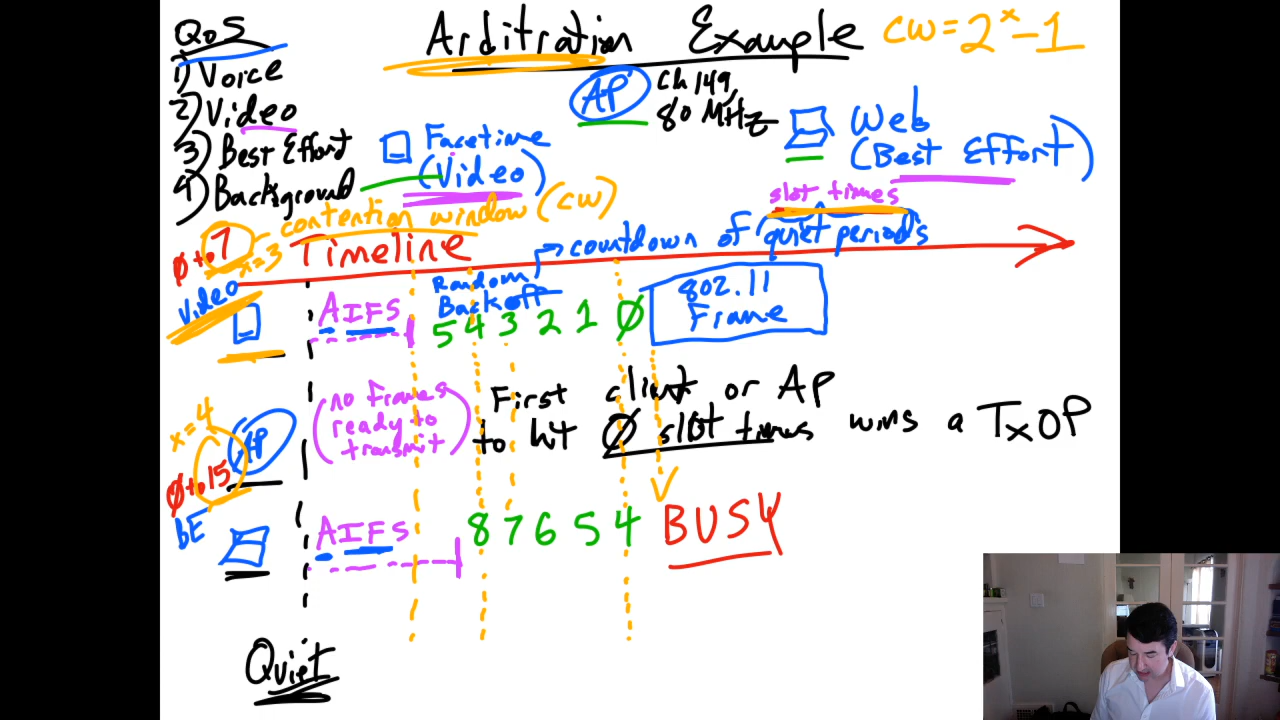 QoS
1) Voice
2) Video
3) Best Effort
4) Background
Arditration Example
CW = 2ˣ - 1
AP
Ch 149,
80 MHz
Facetime
(Video)
Web
(Best Effort)
slot times
contention window (CW)
Ø to 7
x=3
Timeline
countdown of quiet periods
Video
AIFS
Random
Backoff
5 4 3 2 1 Ø
802.11
Frame
x=4
Ø to 15
AP
(no frames
ready to
transmit)
First client or AP
to hit Ø slot times wins a TxOP
BE
AIFS
8 7 6 5 4 BUSY
Quiet